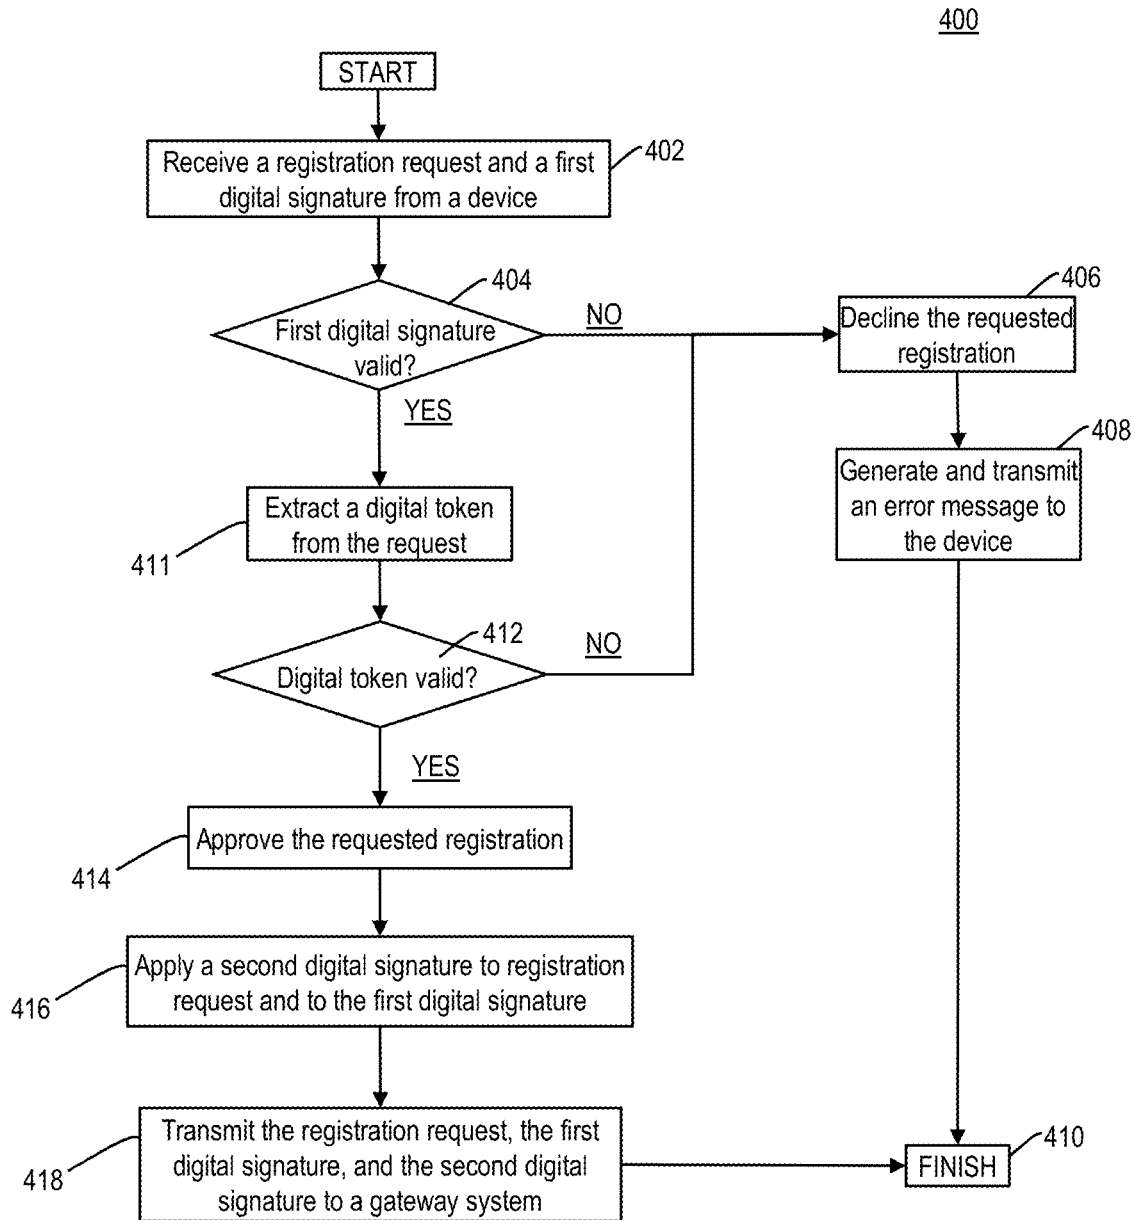 400
START
Receive a registration request and a first
digital signature from a device
402
404
First digital signature
valid?
NO
YES
406
Decline the requested
registration
408
Generate and transmit
an error message to
the device
Extract a digital token
from the request
411
412
Digital token valid?
NO
YES
Approve the requested registration
414
Apply a second digital signature to registration
request and to the first digital signature
416
Transmit the registration request, the first
digital signature, and the second digital
signature to a gateway system
418
410
FINISH